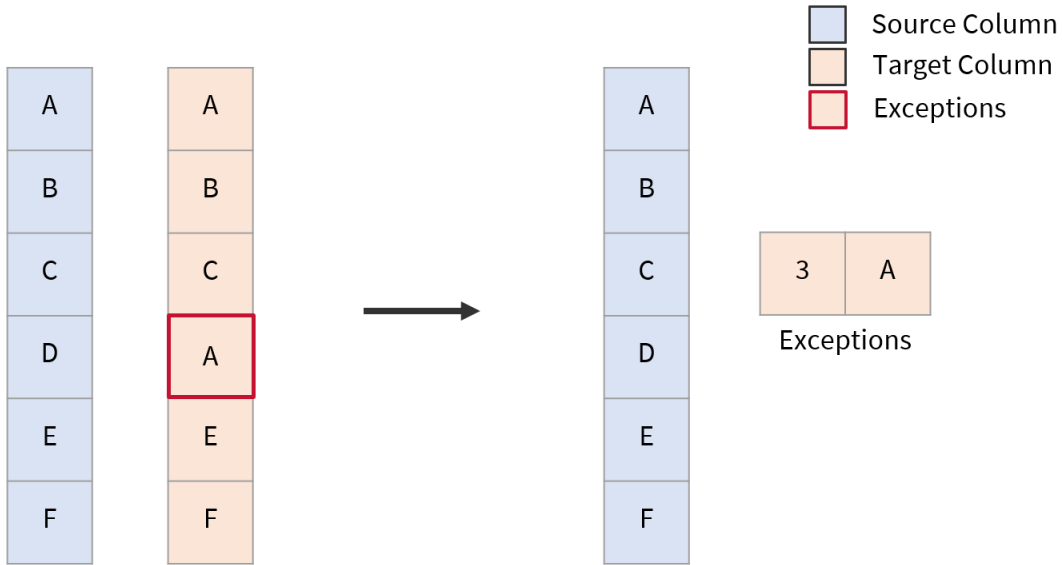 Source Column
Target Column
Exceptions
A A A
B B B
C C C 3 A
Exceptions
D A D
E E E
F F F